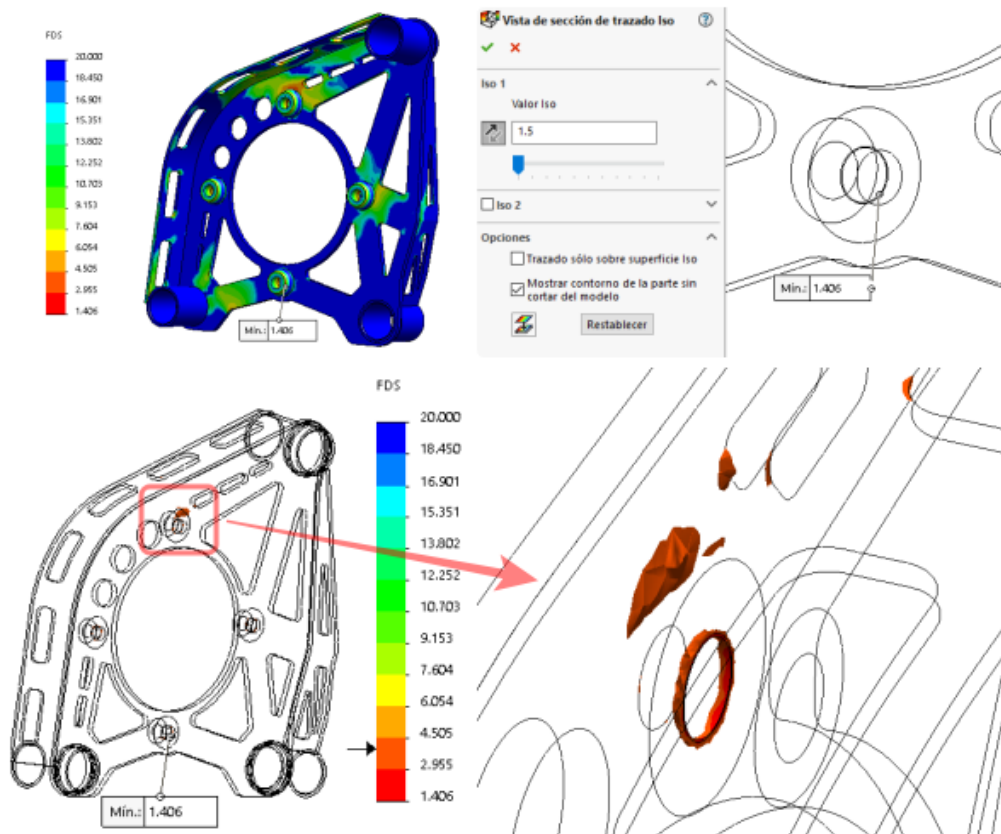 FDS
20.000
18.450
16.901
15.351
13.802
12.252
10.703
9.153
7.604
6.054
4.505
2.955
1.406
Mín.: 1.406
Vista de sección de trazado Iso
Iso 1
Valor Iso
1.5
Iso 2
Opciones
Trazado sólo sobre superficie Iso
Mostrar contorno de la parte sin
cortar del modelo
Restablecer
Mín.: 1.406
FDS
20.000
18.450
16.901
15.351
13.802
12.252
10.703
9.153
7.604
6.054
4.505
2.955
1.406
Mín.: 1.406